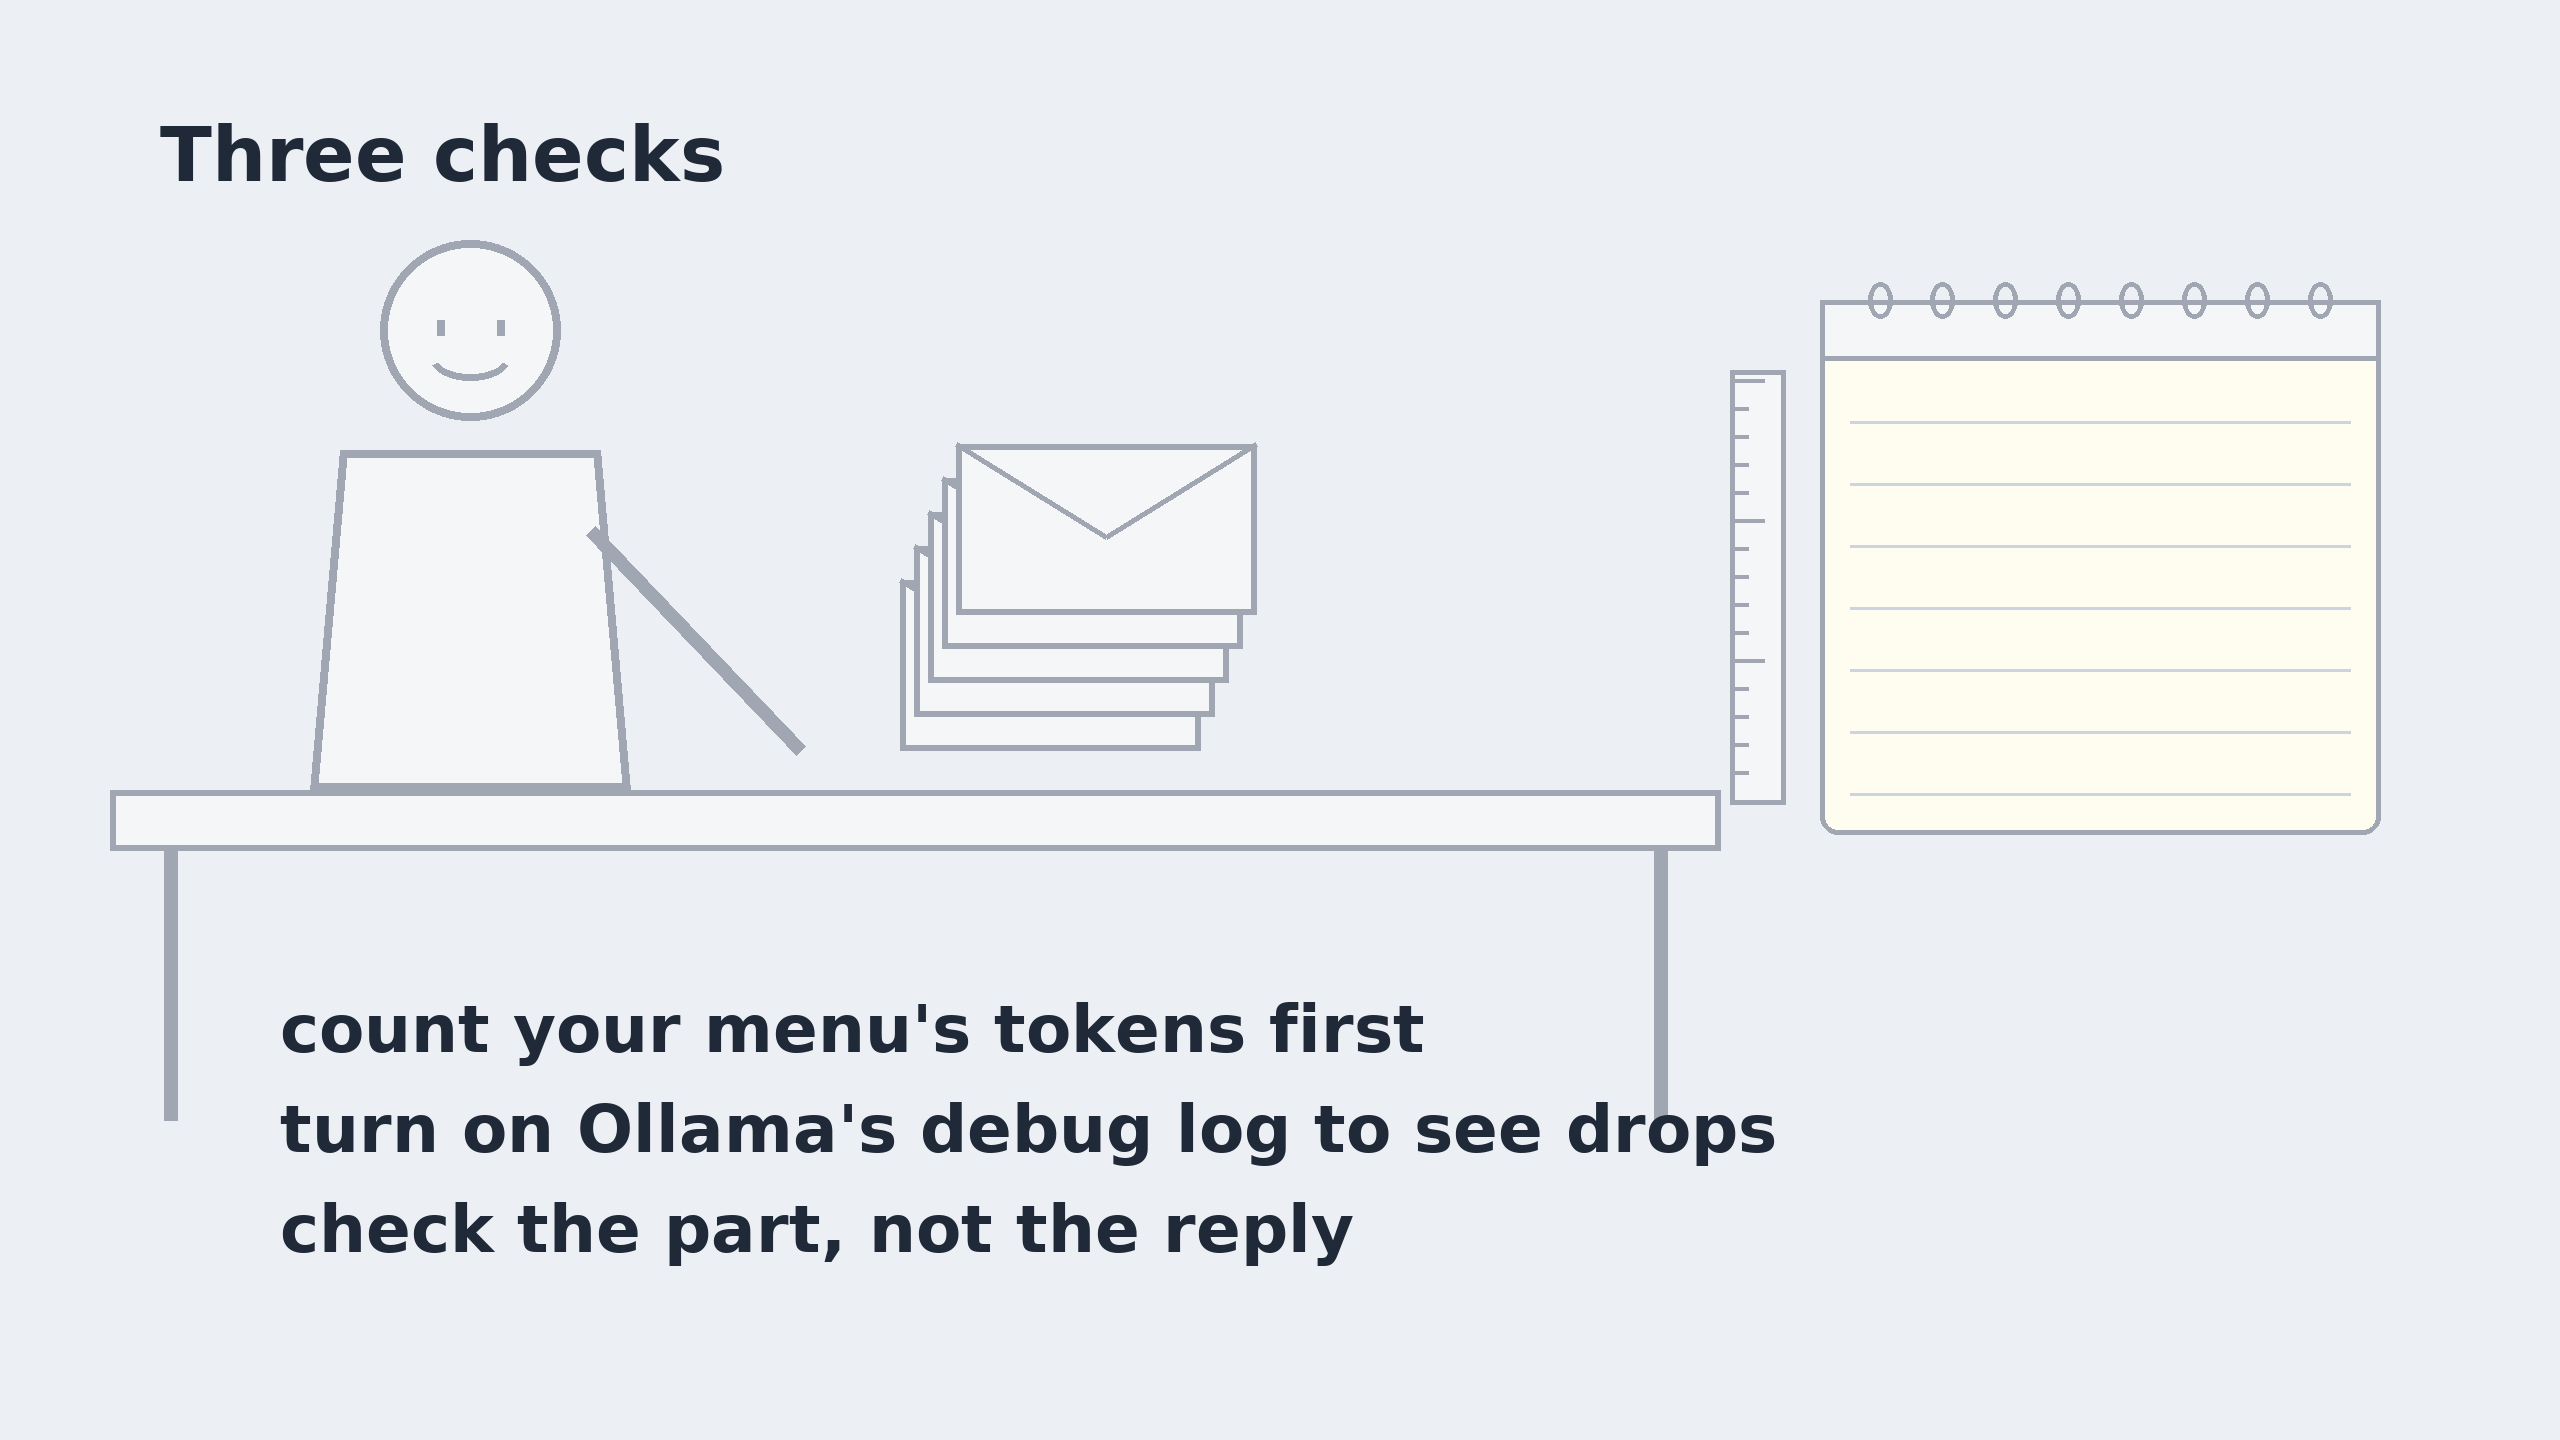 Three checks
count your menu's tokens first
turn on Ollama's debug log to see drops
check the part, not the reply